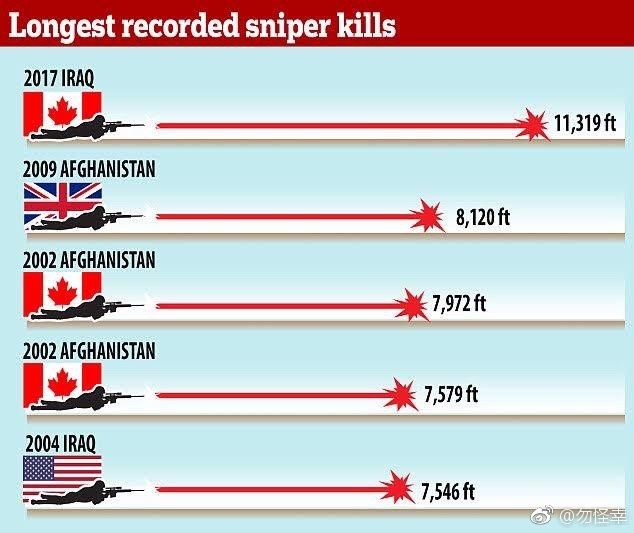 Longest recorded sniper kills
2017 IRAQ
11,319 ft
2009 AFGHANISTAN
8,120 ft
2002 AFGHANISTAN
7,972 ft
2002 AFGHANISTAN
7,579 ft
2004 IRAQ
7,546 ft
@勿怪幸